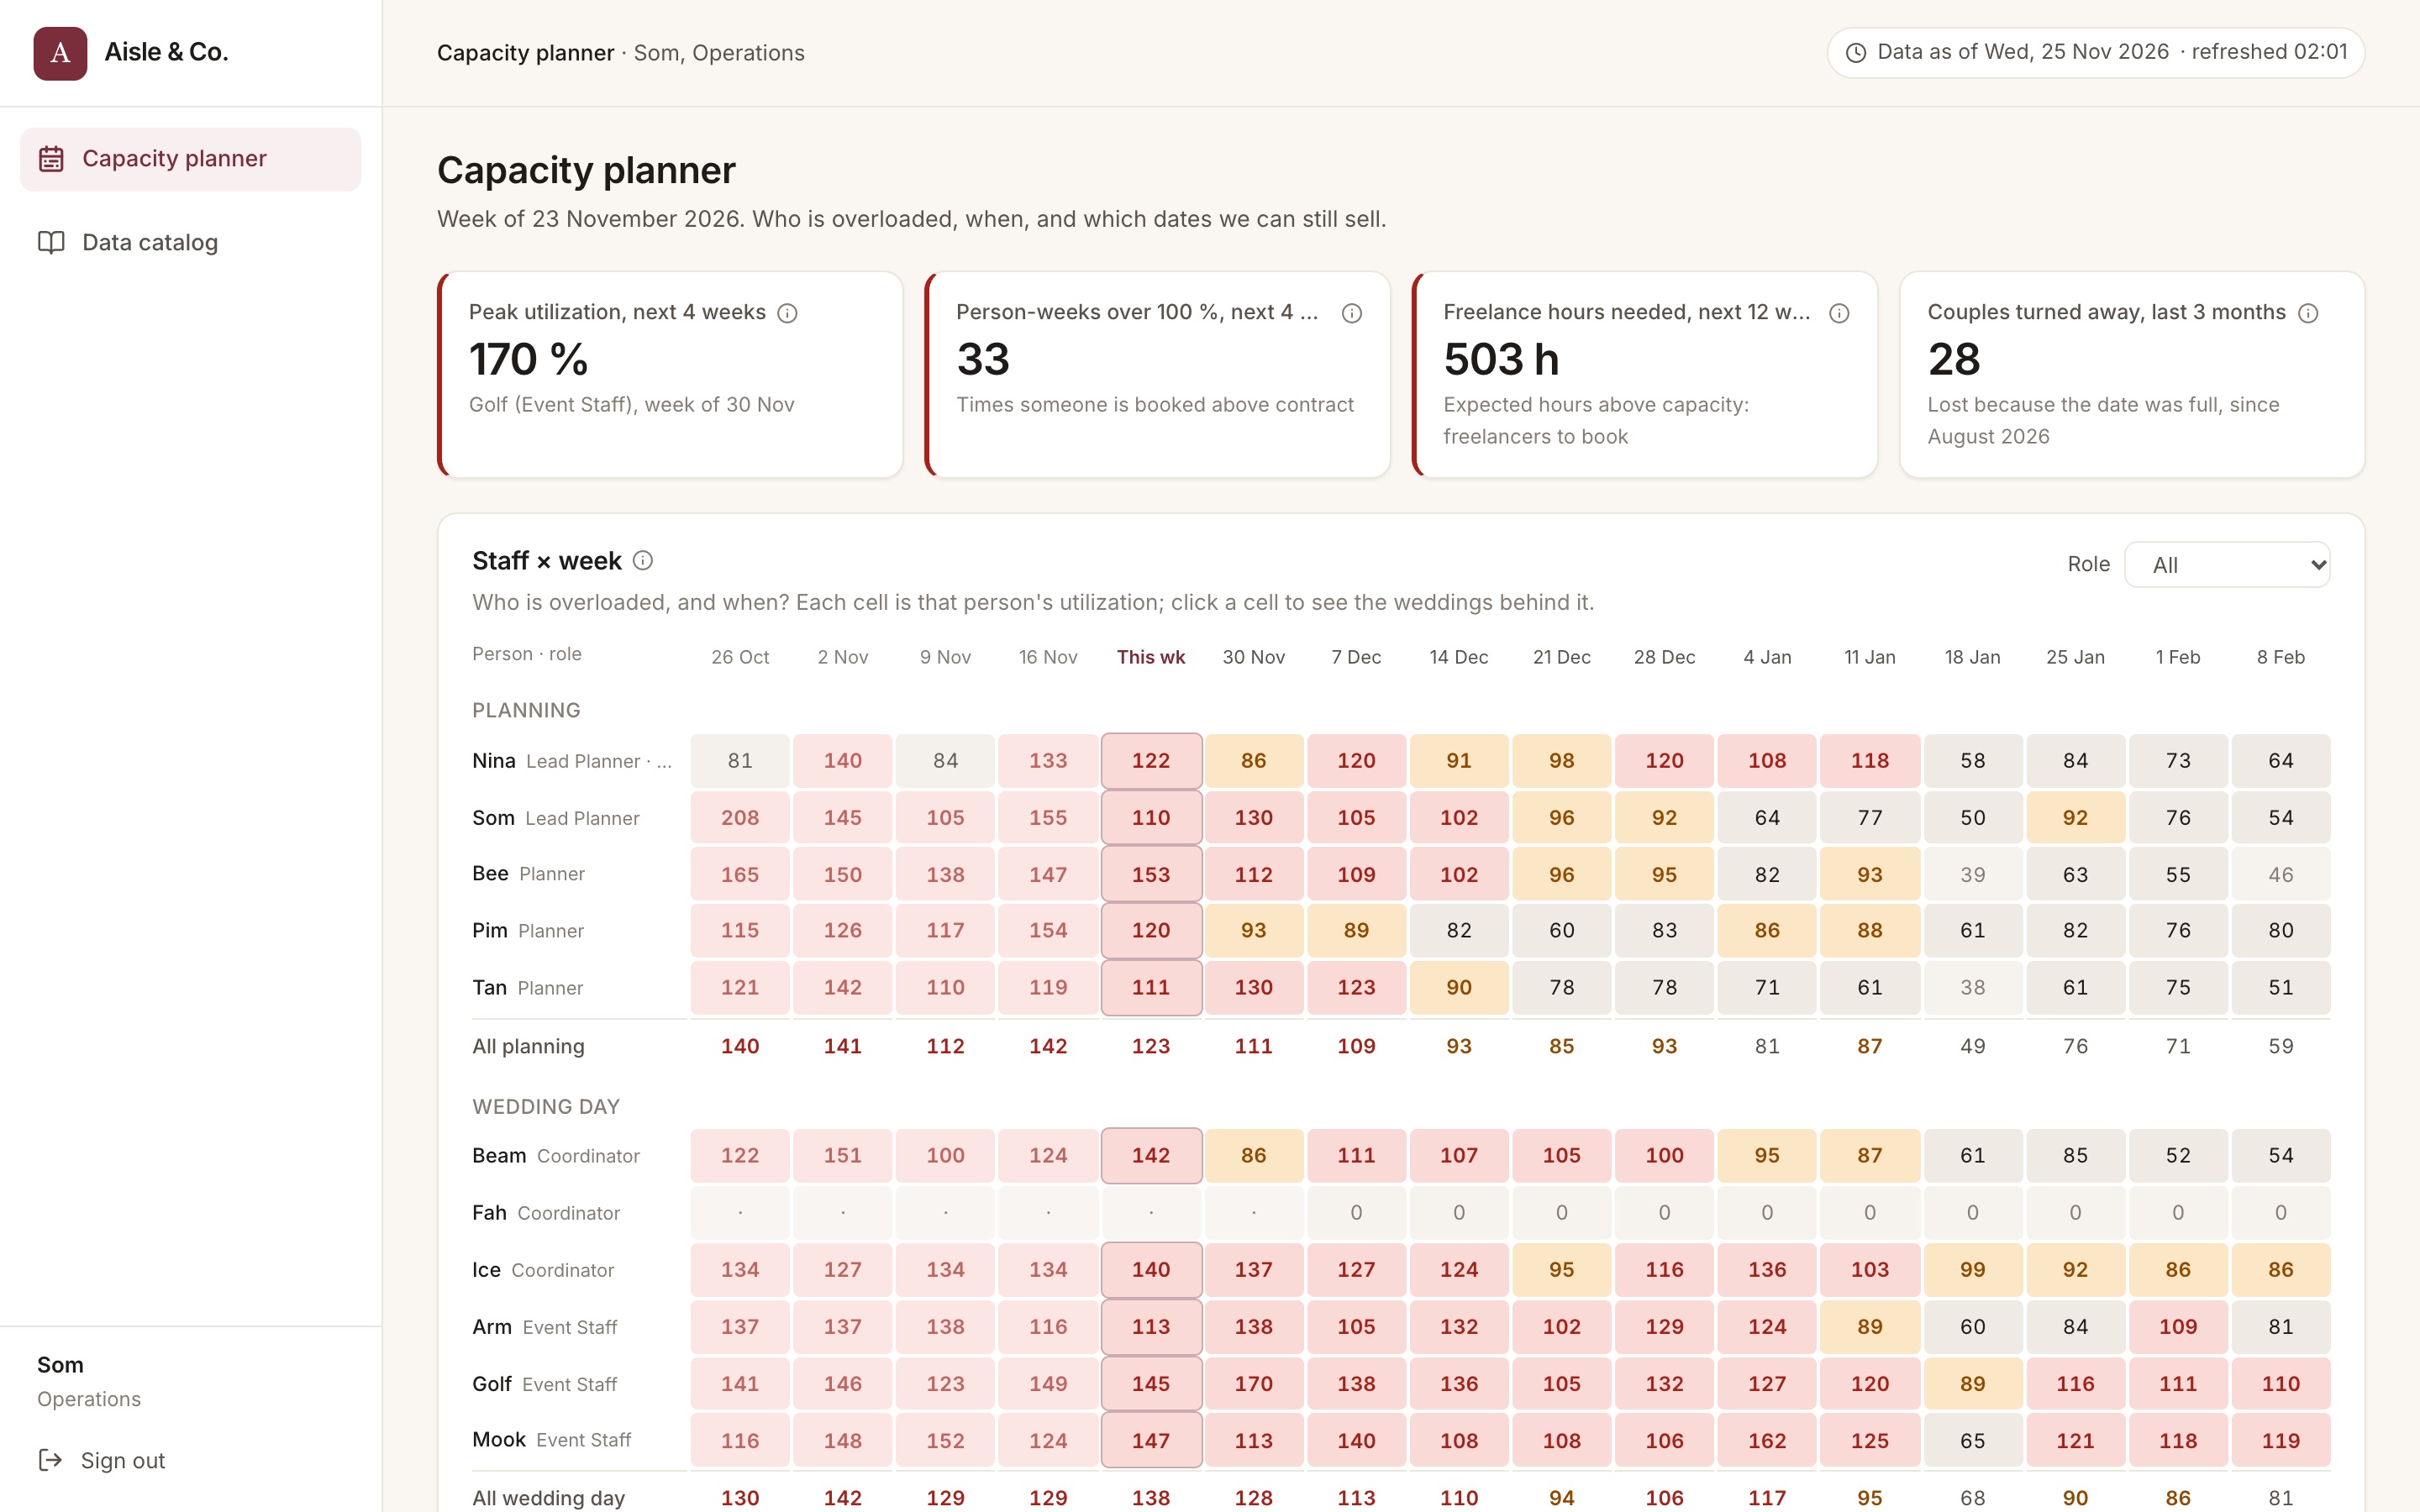 A Aisle & Co.
Capacity planner · Som, Operations
Data as of Wed, 25 Nov 2026 · refreshed 02:01
Capacity planner
Data catalog
Capacity planner
Week of 23 November 2026. Who is overloaded, when, and which dates we can still sell.
Peak utilization, next 4 weeks
170 %
Golf (Event Staff), week of 30 Nov
Person-weeks over 100 %, next 4 ...
33
Times someone is booked above contract
Freelance hours needed, next 12 w...
503 h
Expected hours above capacity:
freelancers to book
Couples turned away, last 3 months
28
Lost because the date was full, since
August 2026
Staff × week
Role All
Who is overloaded, and when? Each cell is that person's utilization; click a cell to see the weddings behind it.
Person · role 26 Oct 2 Nov 9 Nov 16 Nov This wk 30 Nov 7 Dec 14 Dec 21 Dec 28 Dec 4 Jan 11 Jan 18 Jan 25 Jan 1 Feb 8 Feb
PLANNING
Nina Lead Planner · ... 81 140 84 133 122 86 120 91 98 120 108 118 58 84 73 64
Som Lead Planner 208 145 105 155 110 130 105 102 96 92 64 77 50 92 76 54
Bee Planner 165 150 138 147 153 112 109 102 96 95 82 93 39 63 55 46
Pim Planner 115 126 117 154 120 93 89 82 60 83 86 88 61 82 76 80
Tan Planner 121 142 110 119 111 130 123 90 78 78 71 61 38 61 75 51
All planning 140 141 112 142 123 111 109 93 85 93 81 87 49 76 71 59
WEDDING DAY
Beam Coordinator 122 151 100 124 142 86 111 107 105 100 95 87 61 85 52 54
Fah Coordinator · · · · · · 0 0 0 0 0 0 0 0 0 0
Ice Coordinator 134 127 134 134 140 137 127 124 95 116 136 103 99 92 86 86
Arm Event Staff 137 137 138 116 113 138 105 132 102 129 124 89 60 84 109 81
Golf Event Staff 141 146 123 149 145 170 138 136 105 132 127 120 89 116 111 110
Mook Event Staff 116 148 152 124 147 113 140 108 108 106 162 125 65 121 118 119
All wedding day 130 142 129 129 138 128 113 110 94 106 117 95 68 90 86 81
Som
Operations
Sign out